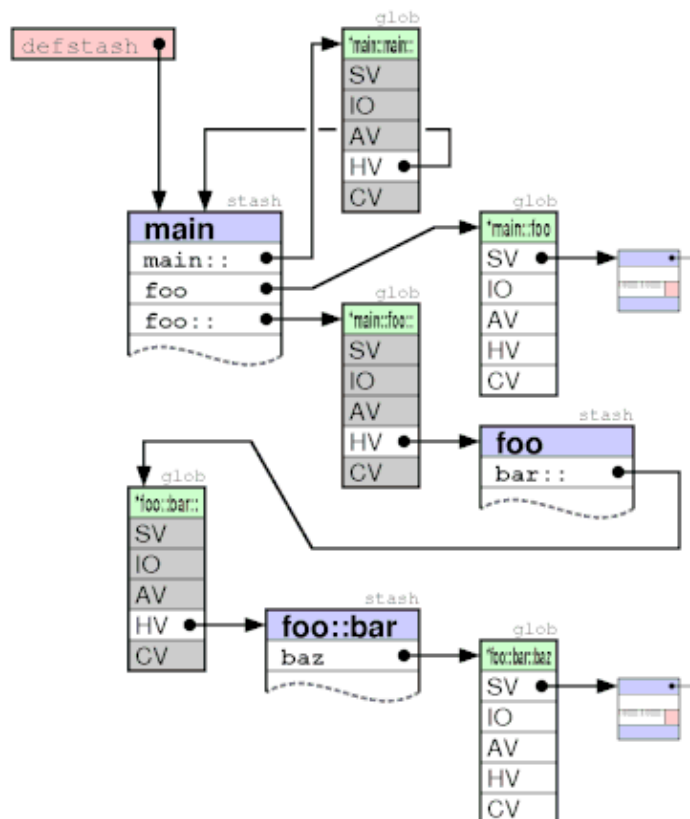 glob
defstash
*main::main::
SV
IO
AV
HV
CV
stash
main
main::
foo
foo::
glob
*main::foo
SV
IO
AV
HV
CV
glob
*main::foo::
SV
IO
AV
HV
CV
stash
foo
bar::
glob
*foo::bar::
SV
IO
AV
HV
CV
stash
foo::bar
baz
glob
*foo::bar::baz
SV
IO
AV
HV
CV